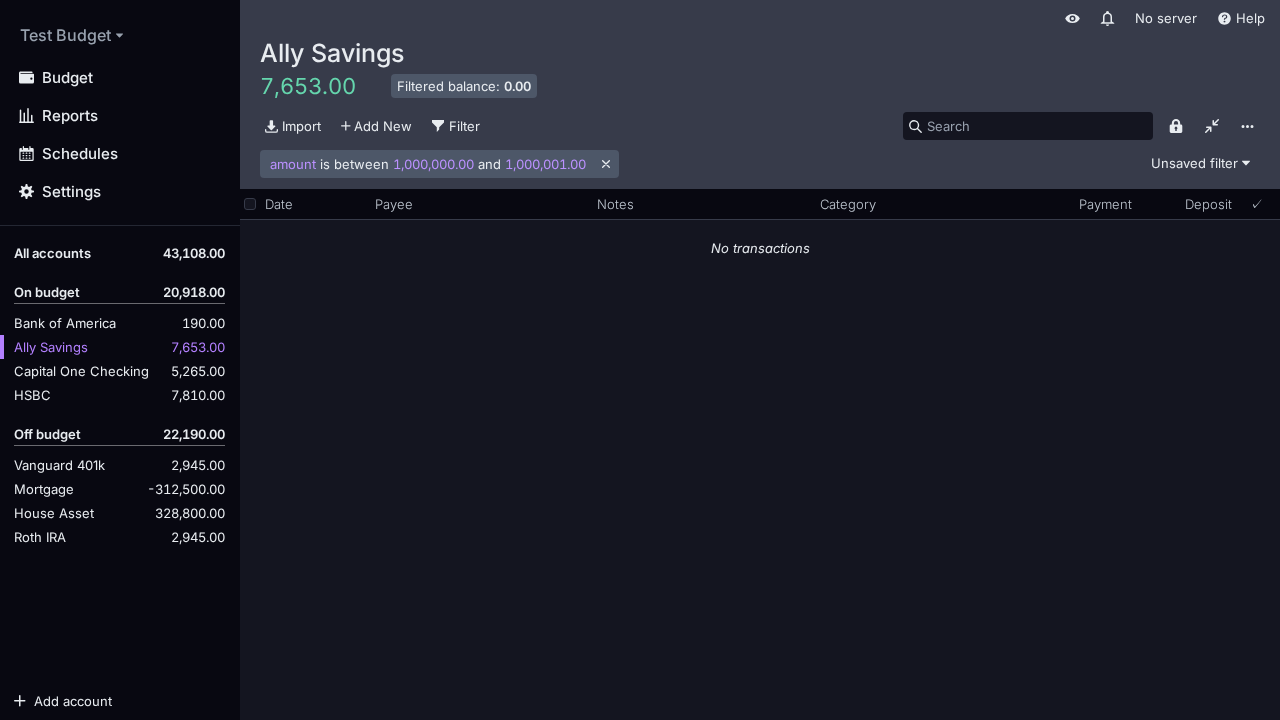 Test Budget
Budget
Reports
Schedules
Settings
All accounts 43,108.00
On budget 20,918.00
Bank of America 190.00
Ally Savings 7,653.00
Capital One Checking 5,265.00
HSBC 7,810.00
Off budget 22,190.00
Vanguard 401k 2,945.00
Mortgage -312,500.00
House Asset 328,800.00
Roth IRA 2,945.00
Add account
No server
Help
Ally Savings
7,653.00
Filtered balance: 0.00
Import
Add New
Filter
Search
amount is between 1,000,000.00 and 1,000,001.00
Unsaved filter
Date Payee Notes Category Payment Deposit ✓
No transactions